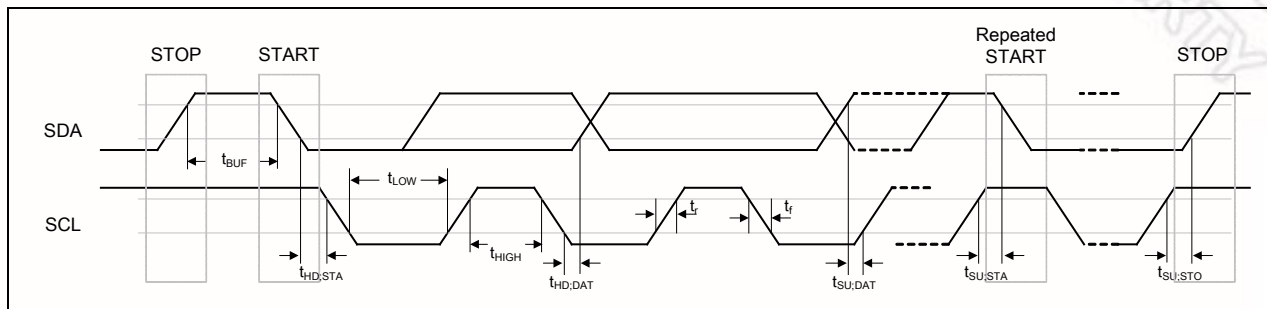 Repeated
STOP START START STOP
SDA
tBUF
tLOW
SCL
tr tf
tHIGH
tHD;STA tHD;DAT tSU;DAT tSU;STA tSU;STO